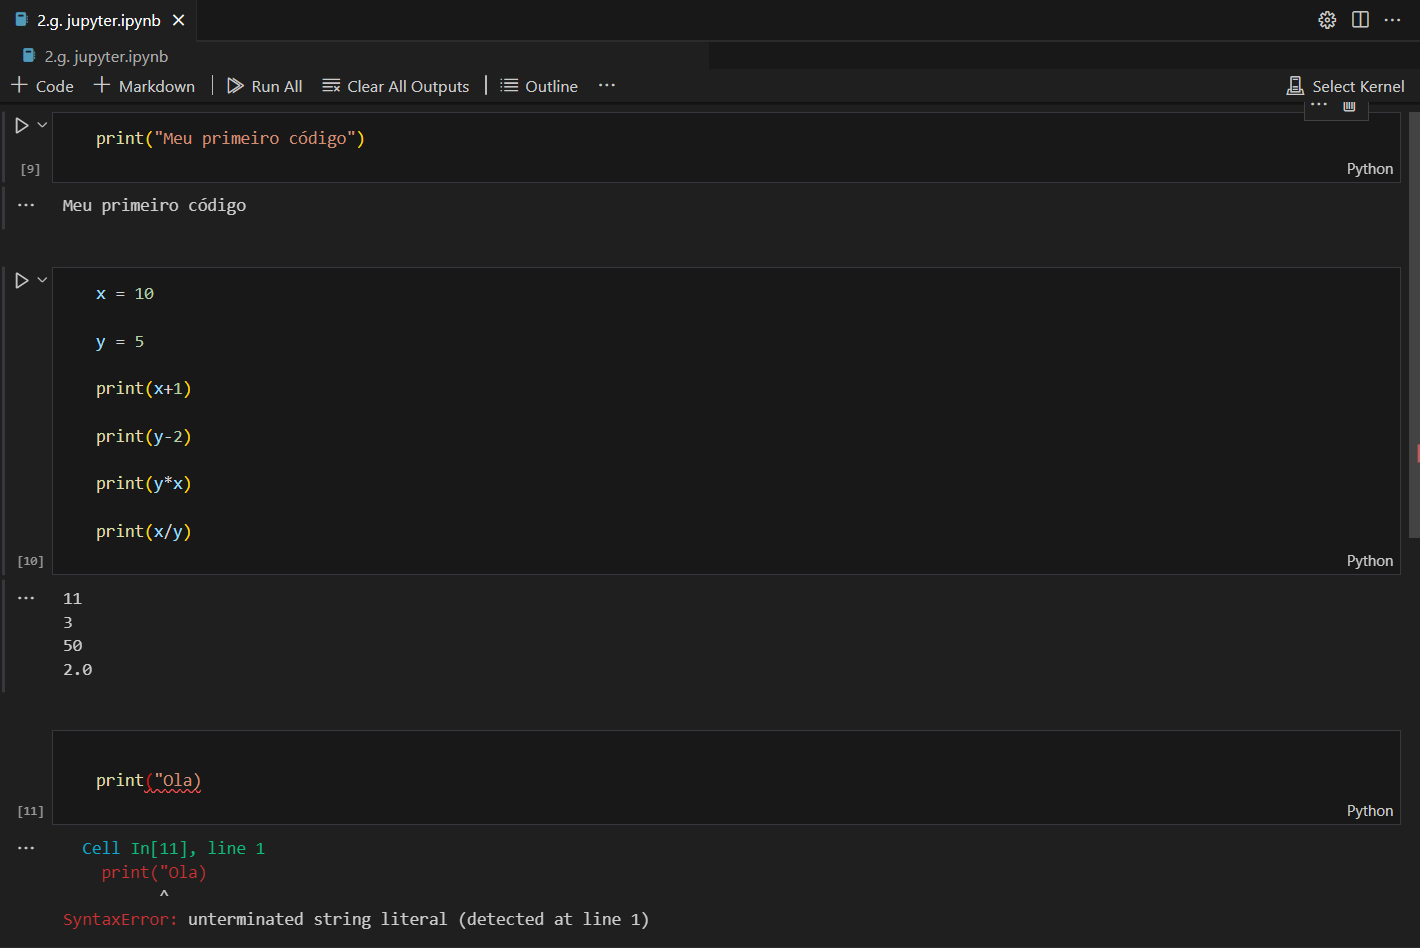 2.g. jupyter.ipynb
2.g. jupyter.ipynb
Code Markdown Run All Clear All Outputs Outline ... Select Kernel
print("Meu primeiro código")
[9] Python
Meu primeiro código
x = 10
y = 5
print(x+1)
print(y-2)
print(y*x)
print(x/y)
[10] Python
11
3
50
2.0
print("Ola)
[11] Python
Cell In[11], line 1
print("Ola)
^
SyntaxError: unterminated string literal (detected at line 1)